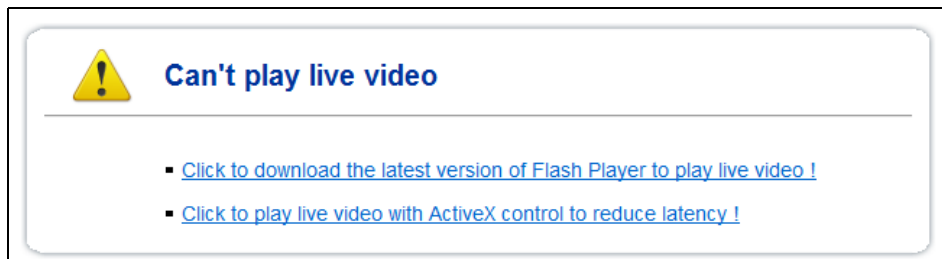 Can't play live video
Click to download the latest version of Flash Player to play live video !
Click to play live video with ActiveX control to reduce latency !